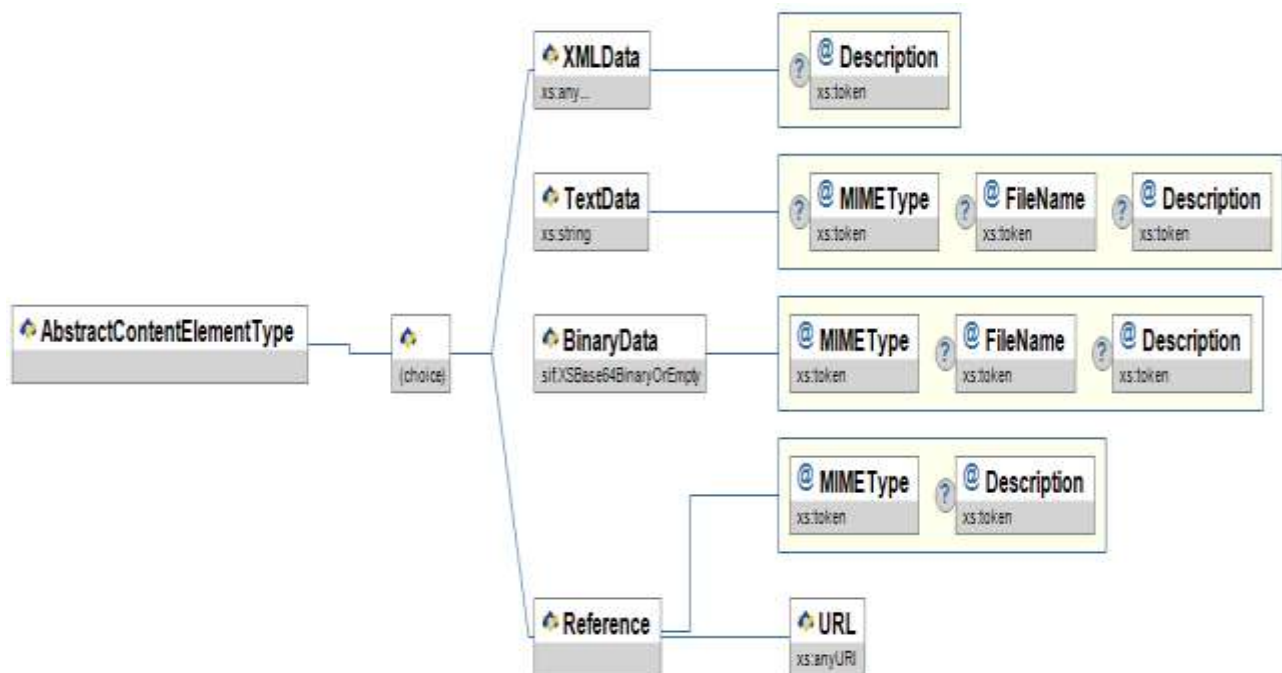 XMLData
xs:any...
? @ Description
xs:token
TextData
xs:string
? @ MIMEType
xs:token
? @ FileName
xs:token
? @ Description
xs:token
AbstractContentElementType
(choice)
BinaryData
sif:XSBase64BinaryOrEmpty
@ MIMEType
xs:token
? @ FileName
xs:token
? @ Description
xs:token
@ MIMEType
xs:token
? @ Description
xs:token
Reference
URL
xs:anyURI